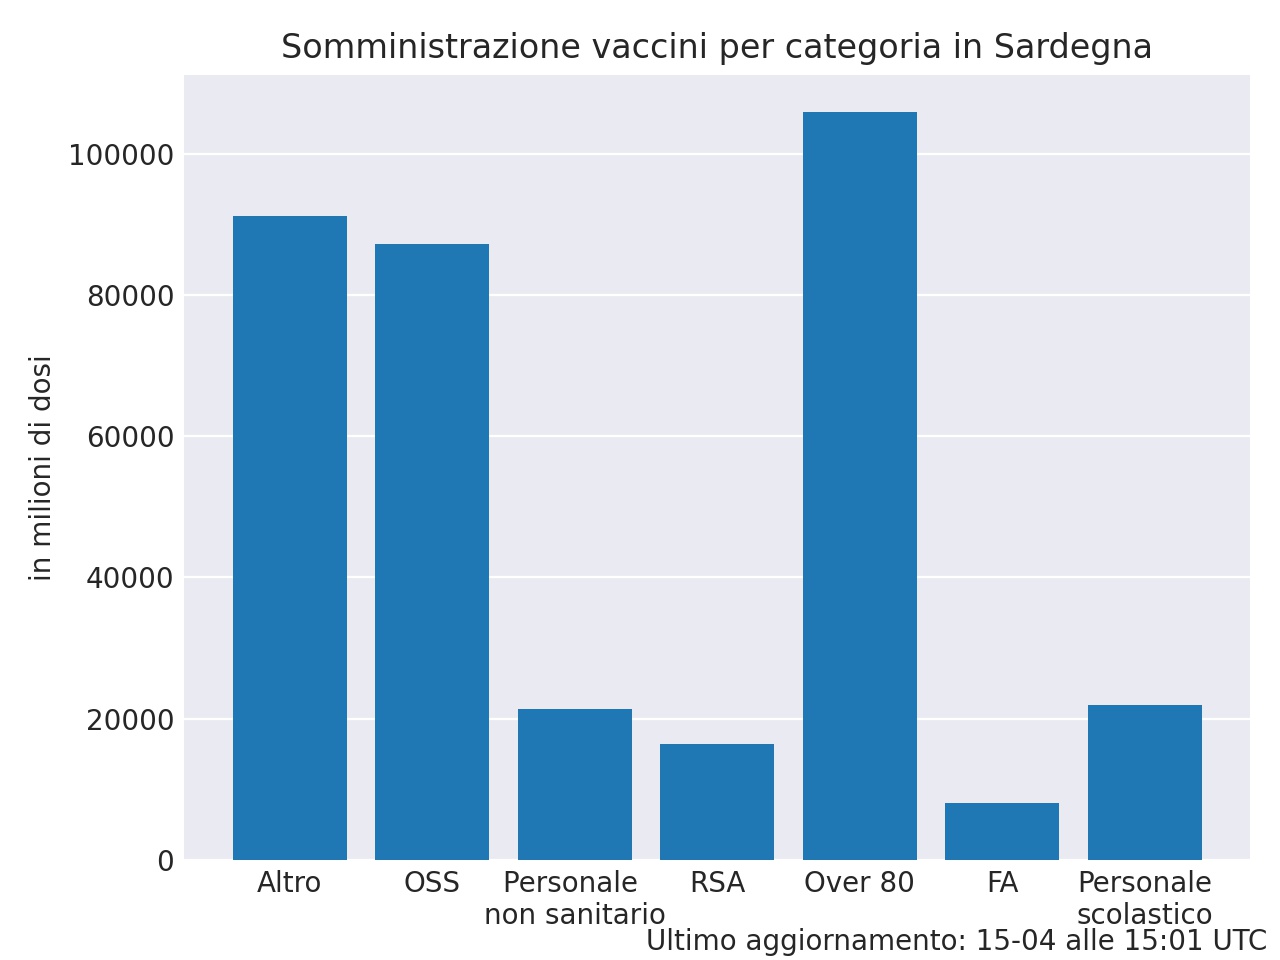 Somministrazione vaccini per categoria in Sardegna
in milioni di dosi
100000
80000
60000
40000
20000
0
Altro
OSS
Personale
non sanitario
RSA
Over 80
FA
Personale
scolastico
Ultimo aggiornamento: 15-04 alle 15:01 UTC